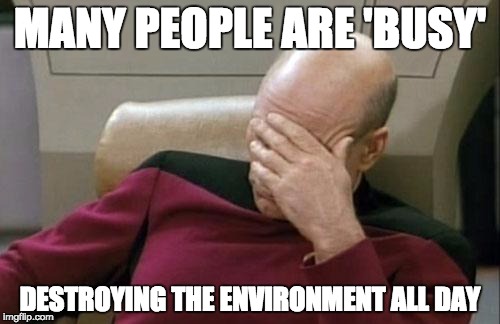 MANY PEOPLE ARE 'BUSY'
DESTROYING THE ENVIRONMENT ALL DAY
imgflip.com